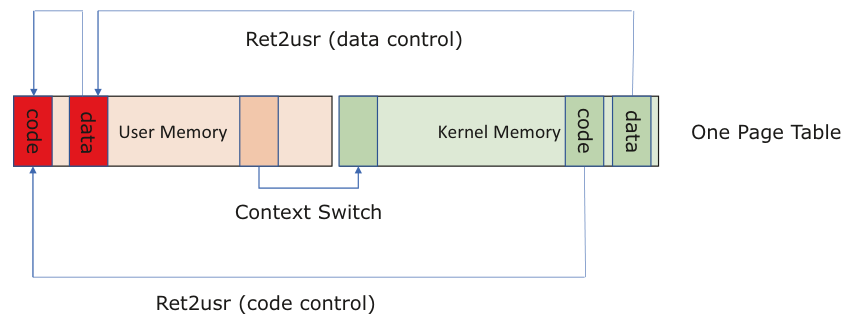 Ret2usr (data control)
code
data
User Memory
Kernel Memory
code
data
One Page Table
Context Switch
Ret2usr (code control)